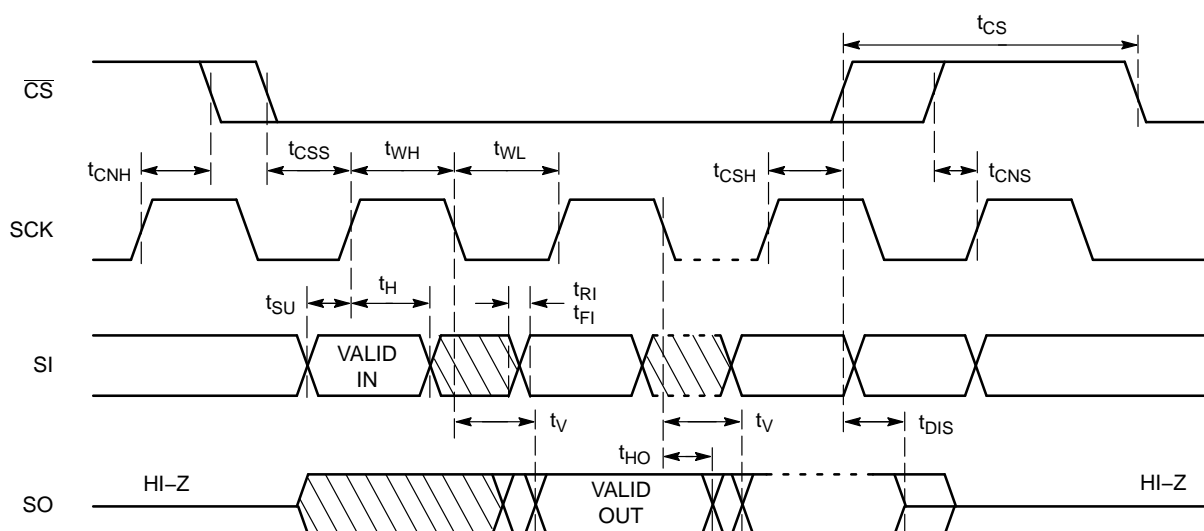 tCS
CS
tCNH
tCSS
tWH
tWL
tCSH
tCNS
SCK
tSU
tH
tRI
tFI
SI
VALID
IN
tV
tV
tDIS
tHO
HI–Z
VALID
OUT
HI–Z
SO